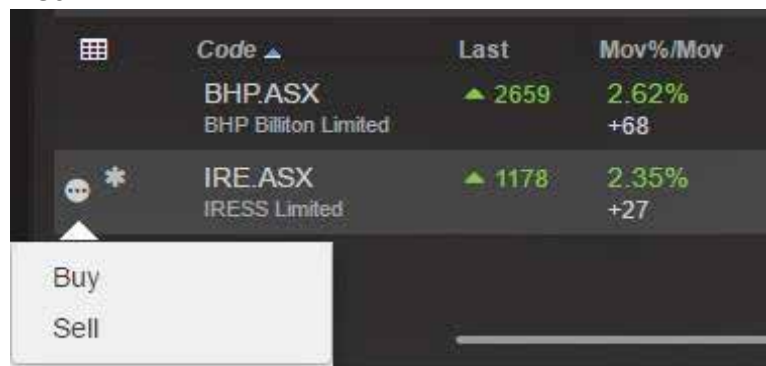 Code Last Mov%/Mov
BHP.ASX 2659 2.62%
BHP Billiton Limited +68
IRE.ASX 1178 2.35%
IRESS Limited +27
Buy
Sell